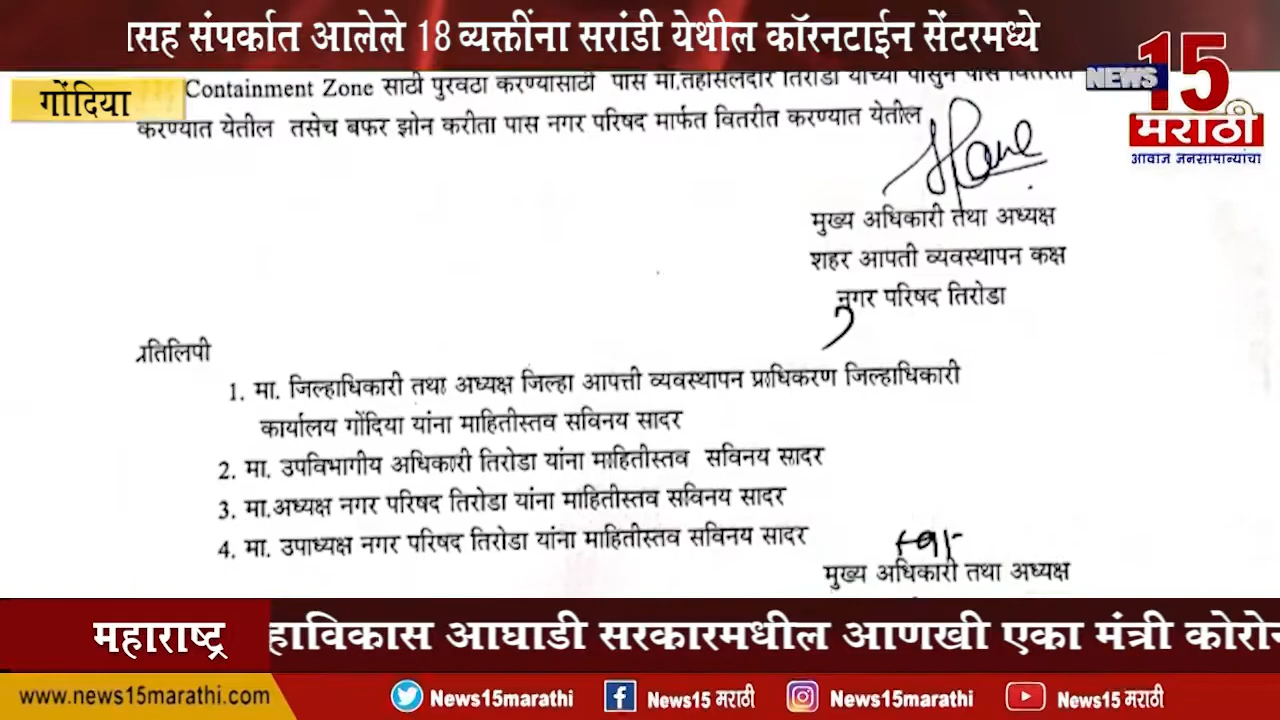 ासह संपर्कात आलेले 18 व्यक्तींना सरांडी येथील कॉरनटाईन सेंटरमध्ये
NEWS 15
मराठी
आवाज जनसामान्यांचा
गोंदिया
Containment Zone साठी पुरवठा करण्यासाठी पास मा.तहासलदार तिरोडा यांच्या पासुन पास वितरीत
करण्यात येतील तसेच बफर झोन करीता पास नगर परिषद मार्फत वितरीत करण्यात येतील
मुख्य अधिकारी तथा अध्यक्ष
शहर आपती व्यवस्थापन कक्ष
नगर परिषद तिरोडा
प्रतिलिपी
1. मा. जिल्हाधिकारी तथा अध्यक्ष जिल्हा आपत्ती व्यवस्थापन प्राधिकरण जिल्हाधिकारी
कार्यालय गोंदिया यांना माहितीस्तव सविनय सादर
2. मा. उपविभागीय अधिकारी तिरोडा यांना माहितीस्तव सविनय सादर
3. मा.अध्यक्ष नगर परिषद तिरोडा यांना माहितीस्तव सविनय सादर
4. मा. उपाध्यक्ष नगर परिषद तिरोडा यांना माहितीस्तव सविनय सादर
मुख्य अधिकारी तथा अध्यक्ष
महाराष्ट्र
हाविकास आघाडी सरकारमधील आणखी एका मंत्री कोरोन
www.news15marathi.com
News15marathi
News15 मराठी
News15marathi
News15 मराठी